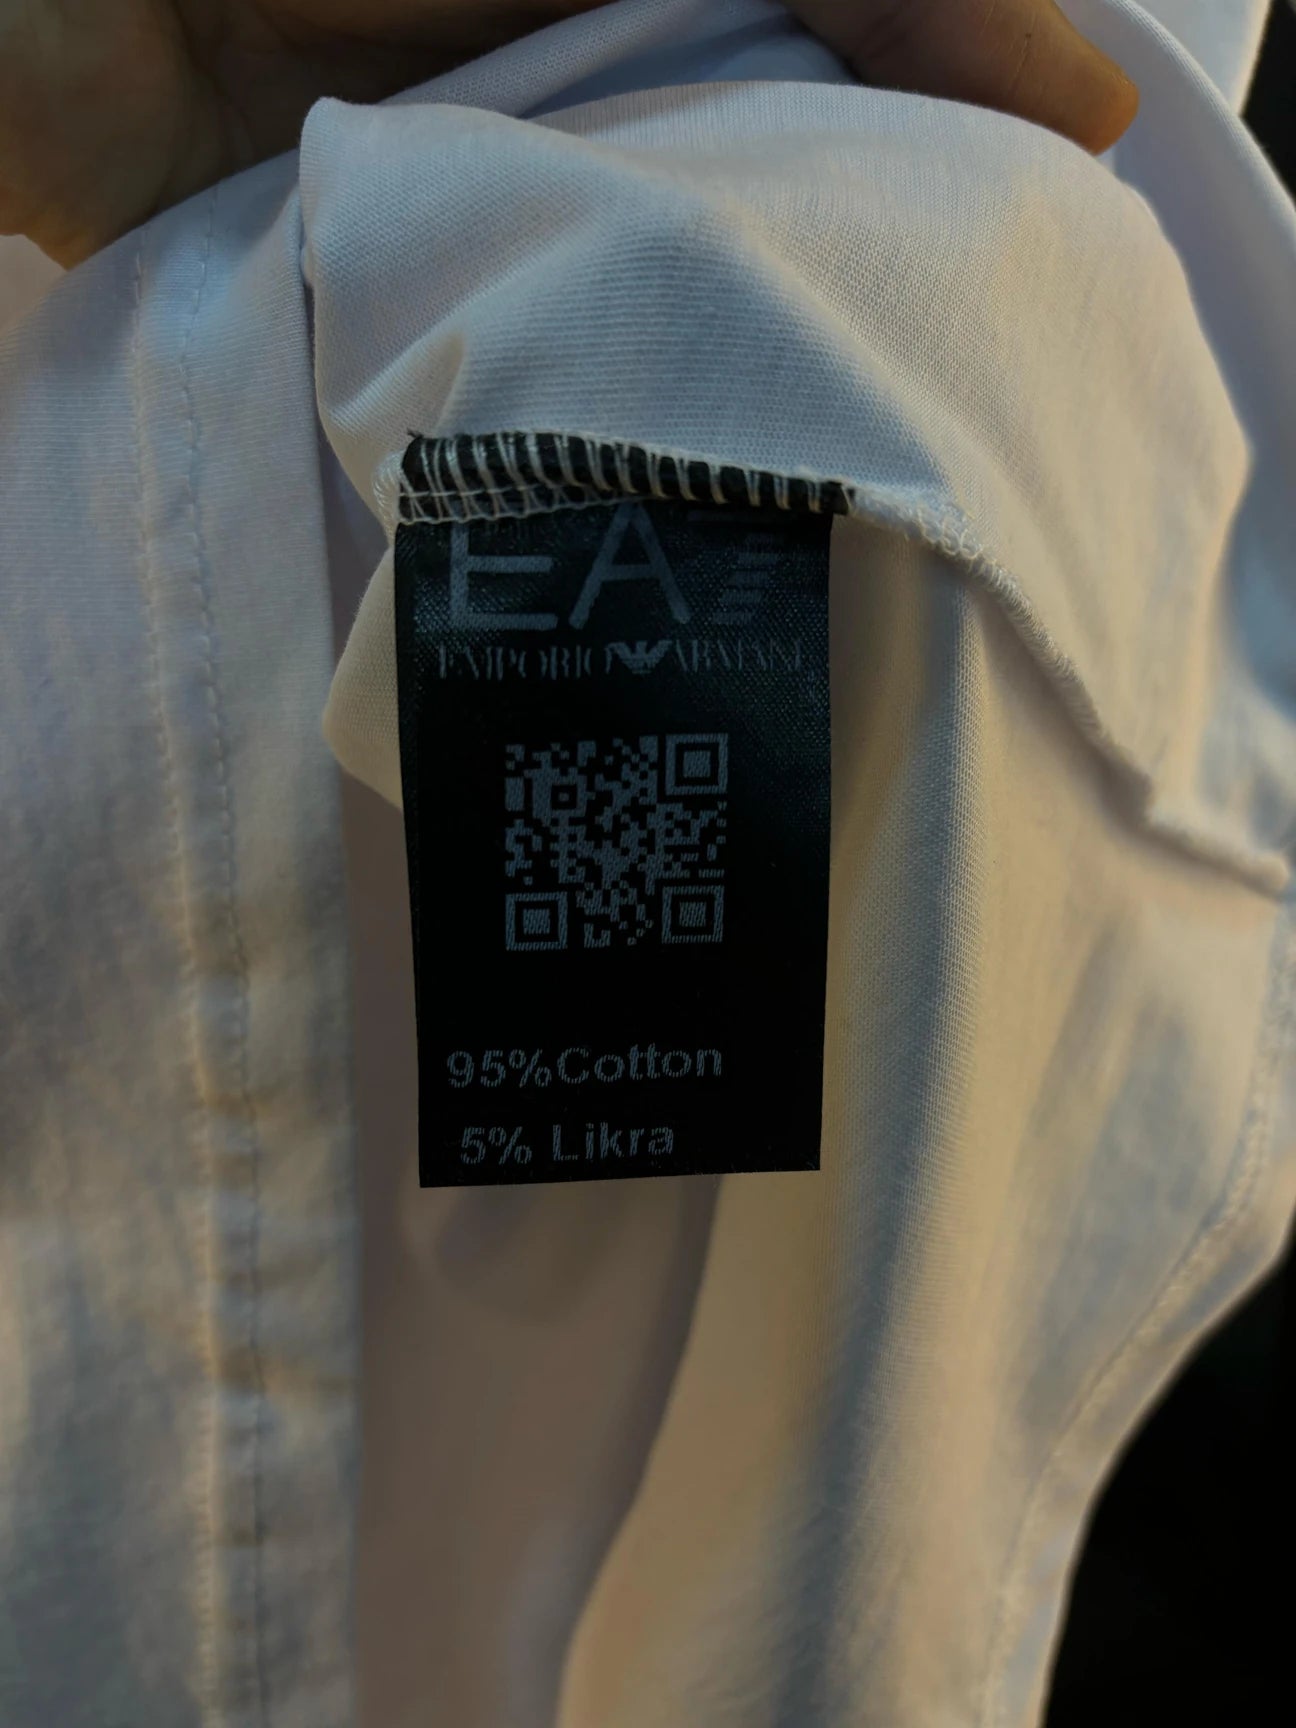 EA7
EMPORIO ARMANI
95%Cotton
5% Likra